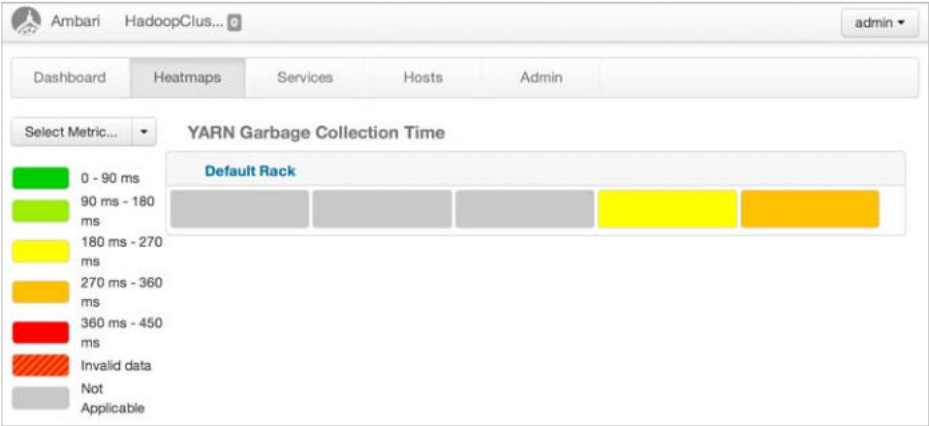 Ambari HadoopClus... 0 admin
Dashboard Heatmaps Services Hosts Admin
Select Metric... YARN Garbage Collection Time
Default Rack
0 - 90 ms
90 ms - 180
ms
180 ms - 270
ms
270 ms - 360
ms
360 ms - 450
ms
Invalid data
Not
Applicable